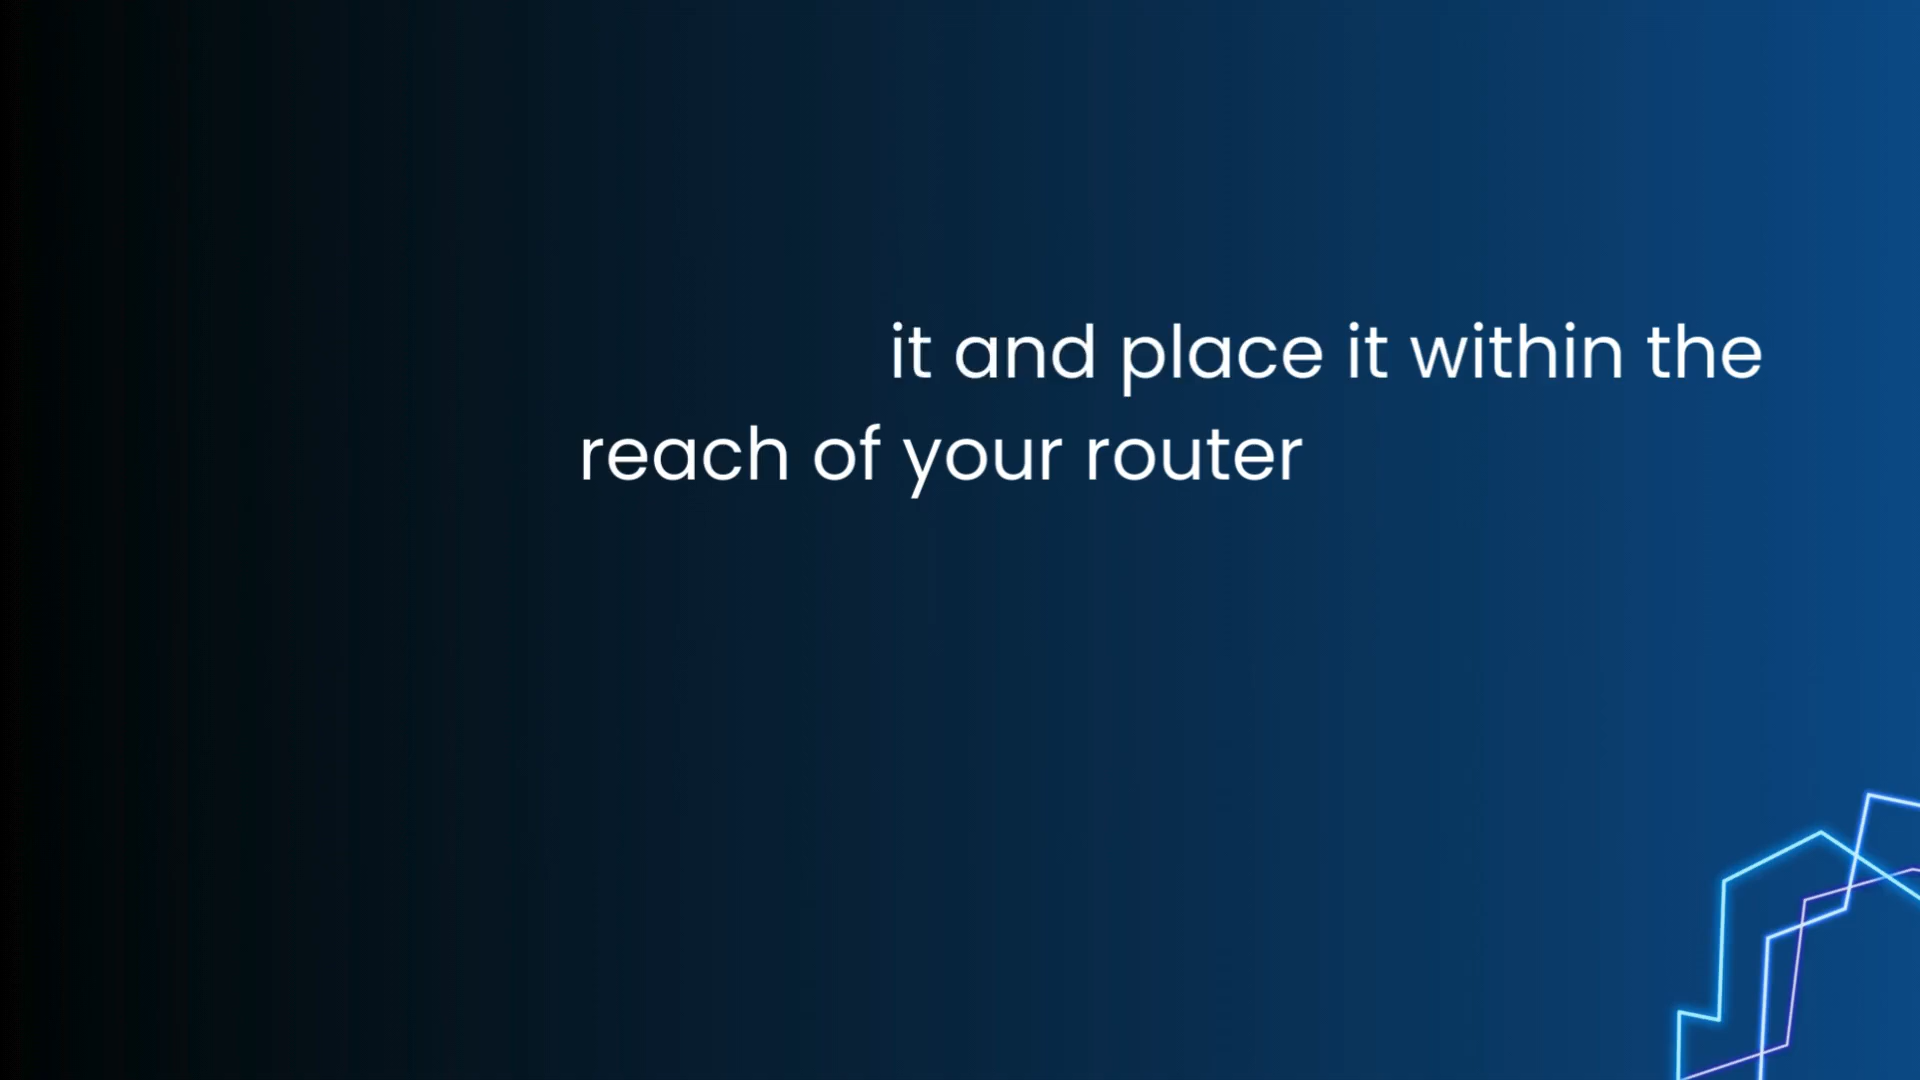 it and place it within the
reach of your router